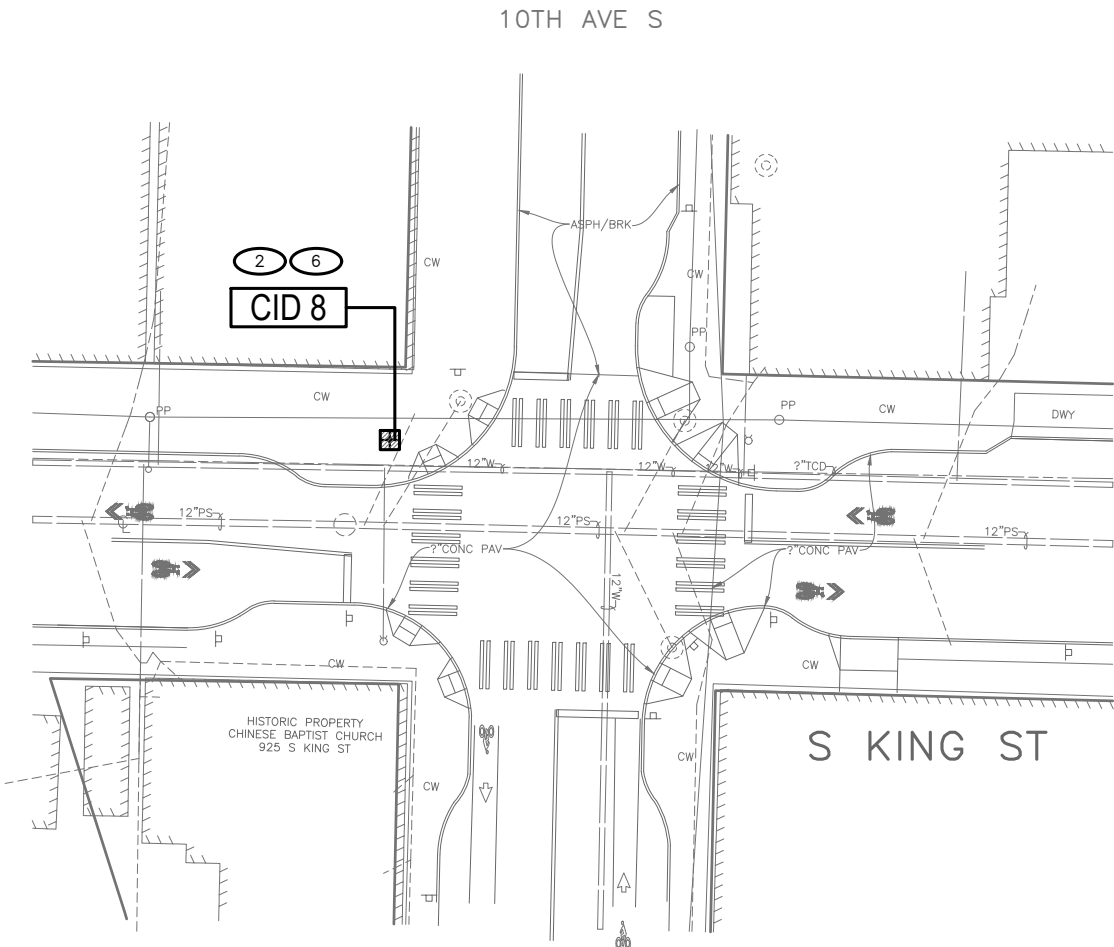 10TH AVE S
ASPH/BRK
2 6
CW
CW
CID 8
PP
CW
PP
PP
CW
DWY
12"W
12"W
12"W
?"TCD
12"PS
12"PS
12"PS
?"CONC PAV
?"CONC PAV
12"W
CW
CW
HISTORIC PROPERTY
CHINESE BAPTIST CHURCH
925 S KING ST
S KING ST
CW
CW